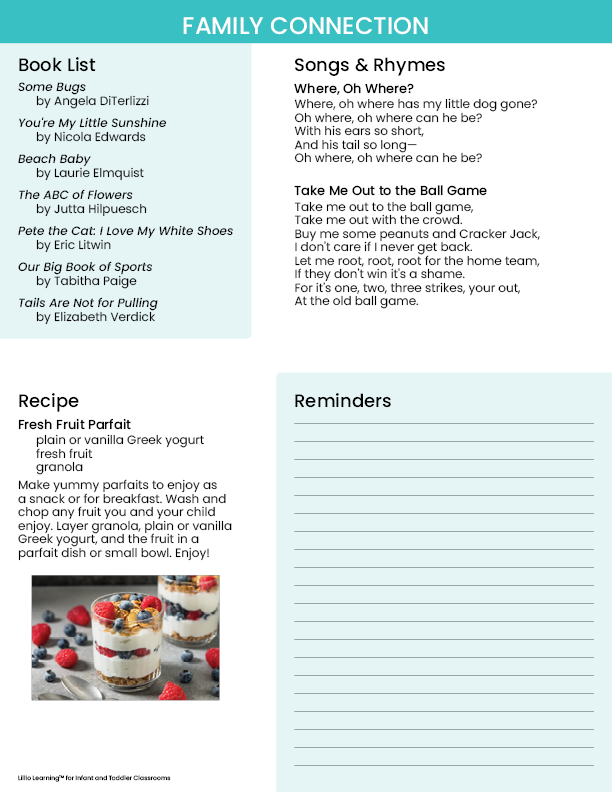 FAMILY CONNECTION
Book List
Some Bugs
by Angela DiTerlizzi
You're My Little Sunshine
by Nicola Edwards
Beach Baby
by Laurie Elmquist
The ABC of Flowers
by Jutta Hilpuesch
Pete the Cat: I Love My White Shoes
by Eric Litwin
Our Big Book of Sports
by Tabitha Paige
Tails Are Not for Pulling
by Elizabeth Verdick
Songs & Rhymes
Where, Oh Where?
Where, oh where has my little dog gone?
Oh where, oh where can he be?
With his ears so short,
And his tail so long—
Oh where, oh where can he be?
Take Me Out to the Ball Game
Take me out to the ball game,
Take me out with the crowd.
Buy me some peanuts and Cracker Jack,
I don't care if I never get back.
Let me root, root, root for the home team,
If they don't win it's a shame.
For it's one, two, three strikes, your out,
At the old ball game.
Recipe
Fresh Fruit Parfait
plain or vanilla Greek yogurt
fresh fruit
granola
Make yummy parfaits to enjoy as
a snack or for breakfast. Wash and
chop any fruit you and your child
enjoy. Layer granola, plain or vanilla
Greek yogurt, and the fruit in a
parfait dish or small bowl. Enjoy!
Reminders
Lillio Learning™ for Infant and Toddler Classrooms